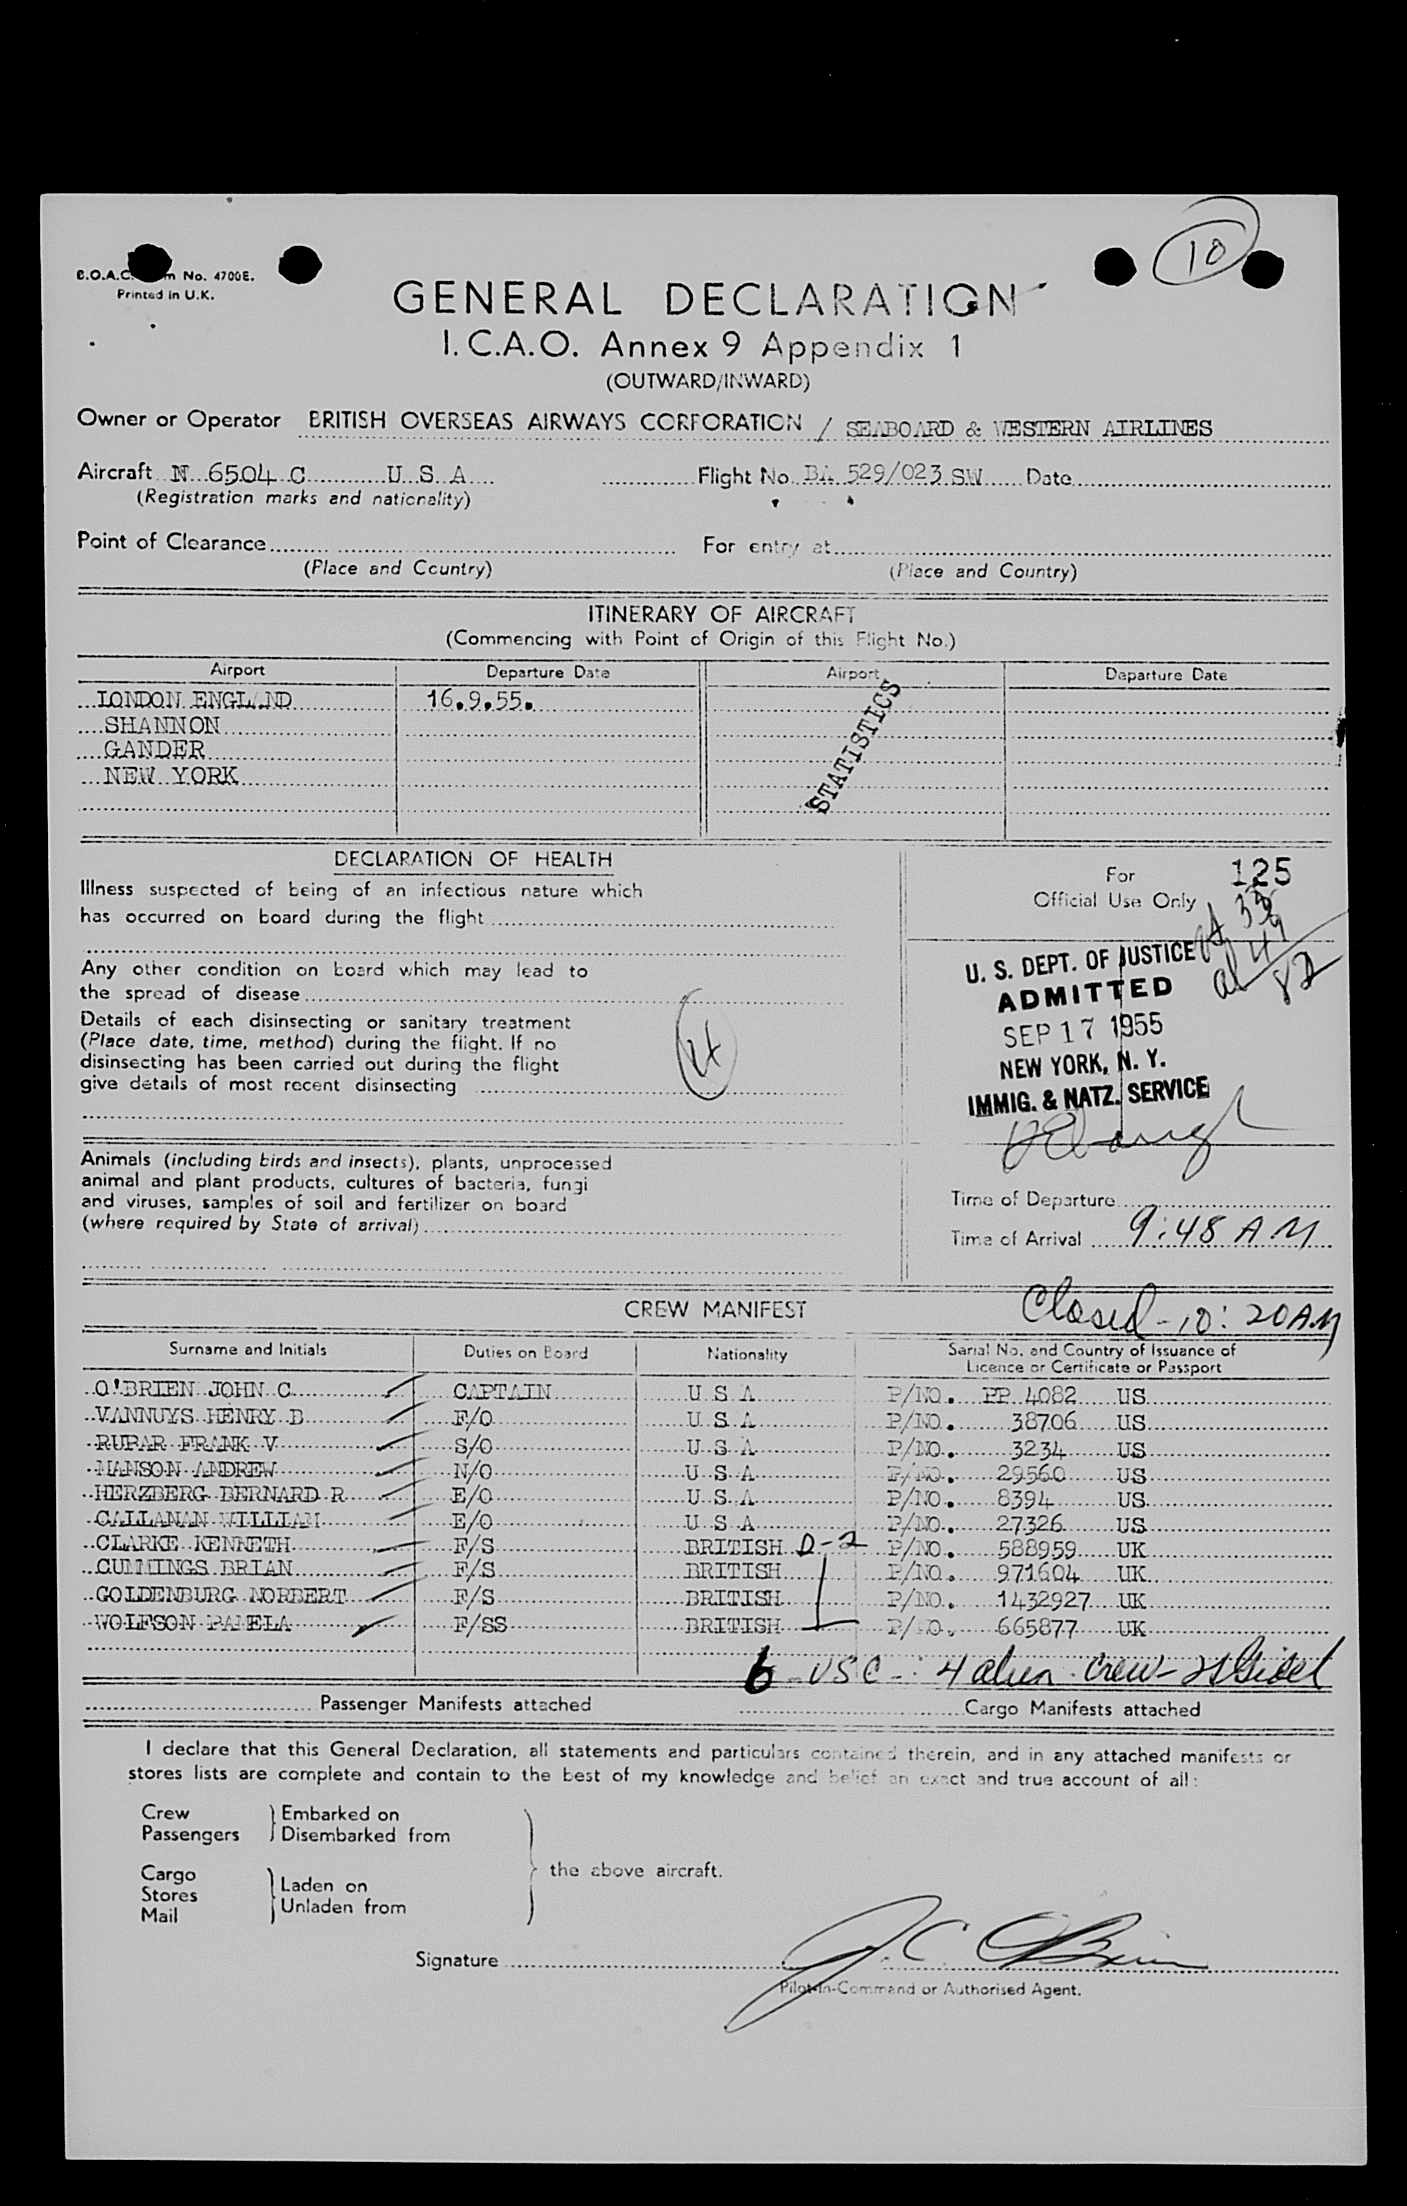 10
B.O.A.C. No. 4700E.
Printed in U.K.
GENERAL DECLARATION
I.C.A.O. Annex 9 Appendix 1
(OUTWARD/INWARD)
Owner or Operator BRITISH OVERSEAS AIRWAYS CORPORATION / SEABOARD & WESTERN AIRLINES
Aircraft N 6504 C U S A Flight No. BA 529/023 SW Date
(Registration marks and nationality)
Point of Clearance For entry at
(Place and Country) (Place and Country)
ITINERARY OF AIRCRAFT
(Commencing with Point of Origin of this Flight No.)
Airport Departure Date Airport Departure Date
LONDON ENGLAND 16.9.55.
SHANNON
GANDER
NEW YORK
STATISTICS
DECLARATION OF HEALTH
Illness suspected of being of an infectious nature which
has occurred on board during the flight
Any other condition on board which may lead to
the spread of disease
Details of each disinsecting or sanitary treatment
(Place date, time, method) during the flight. If no
disinsecting has been carried out during the flight
give details of most recent disinsecting
Animals (including birds and insects), plants, unprocessed
animal and plant products, cultures of bacteria, fungi
and viruses, samples of soil and fertilizer on board
(where required by State of arrival)
For 125
Official Use Only
33
49
82
U. S. DEPT. OF JUSTICE
ADMITTED
SEP 17 1955
NEW YORK, N. Y.
IMMIG. & NATZ. SERVICE
Time of Departure
Time of Arrival 9:48 AM
Closed - 10:20 AM
CREW MANIFEST
Surname and Initials Duties on Board Nationality Serial No. and Country of Issuance of
Licence or Certificate or Passport
O'BRIEN JOHN C CAPTAIN U S A P/NO. PP 4082 US
VANNUYS HENRY B F/O U S A P/NO. 38706 US
RUPAR FRANK V S/O U S A P/NO. 3234 US
MANSON ANDREW N/O U S A P/NO. 29560 US
HERZBERG BERNARD R E/O U S A P/NO. 8394 US
CALLANAN WILLIAM E/O U S A P/NO. 27326 US
CLARKE KENNETH F/S BRITISH D-2 P/NO. 588959 UK
CUMMINGS BRIAN F/S BRITISH P/NO. 971604 UK
GOLDENBURG NORBERT F/S BRITISH P/NO. 1432927 UK
WOLFSON PAMELA F/SS BRITISH P/NO. 665877 UK
6 - USC - 4 alien crew -
Passenger Manifests attached Cargo Manifests attached
I declare that this General Declaration, all statements and particulars contained therein, and in any attached manifests or
stores lists are complete and contain to the best of my knowledge and belief an exact and true account of all:
Crew Embarked on
Passengers Disembarked from
the above aircraft.
Cargo
Stores Laden on
Mail Unladen from
Signature J. C. O'Brien
Pilot-in-Command or Authorised Agent.